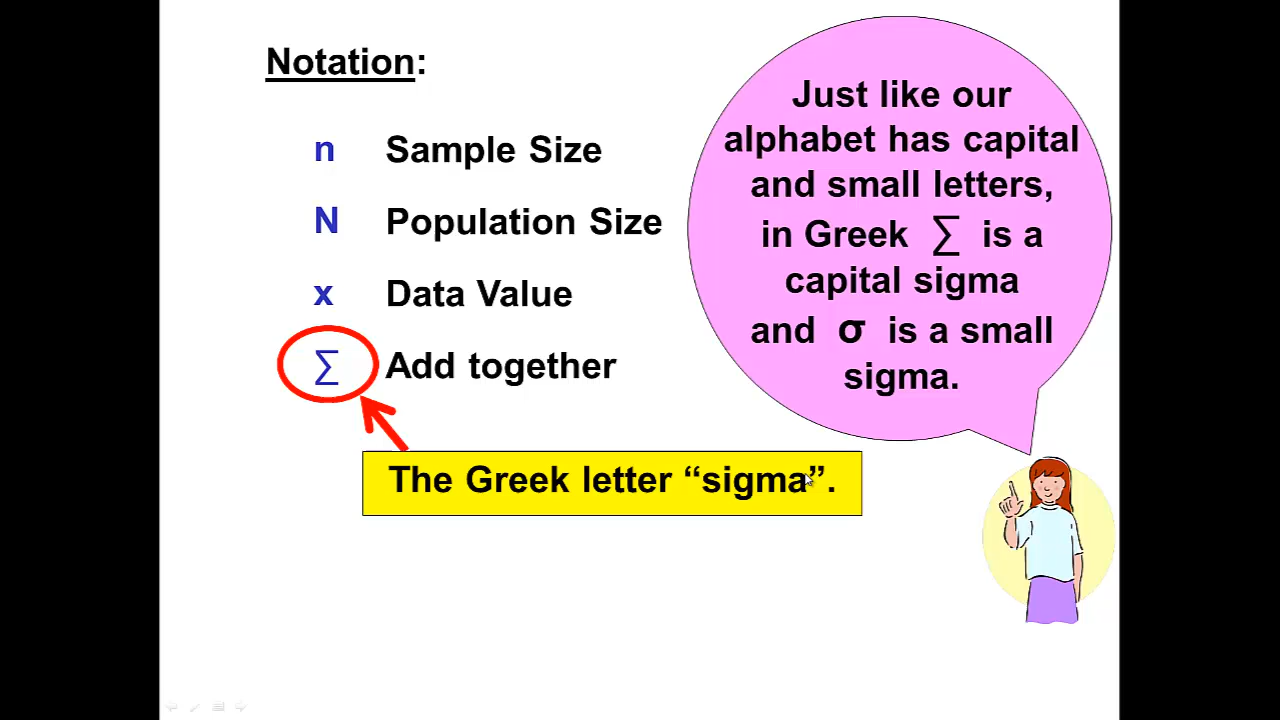 Notation:
n Sample Size
N Population Size
x Data Value
∑ Add together
The Greek letter “sigma”.
Just like our
alphabet has capital
and small letters,
in Greek ∑ is a
capital sigma
and σ is a small
sigma.